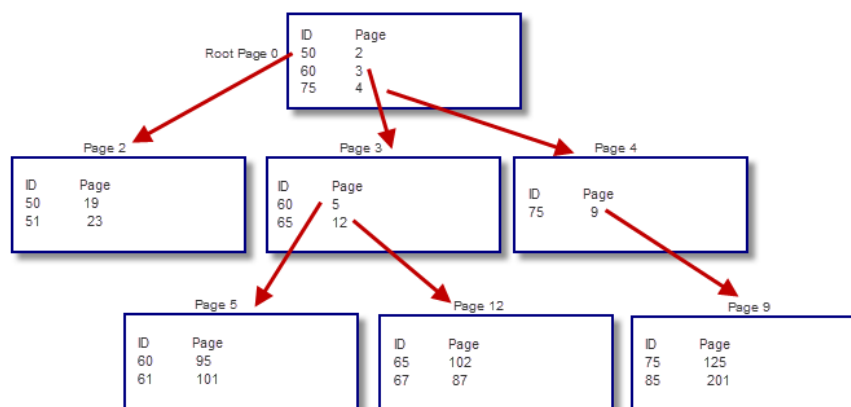 ID Page
Root Page 0
50 2
60 3
75 4
Page 2
Page 3
Page 4
ID Page
50 19
51 23
ID Page
60 5
65 12
ID Page
75 9
Page 5
Page 12
Page 9
ID Page
60 95
61 101
ID Page
65 102
67 87
ID Page
75 125
85 201